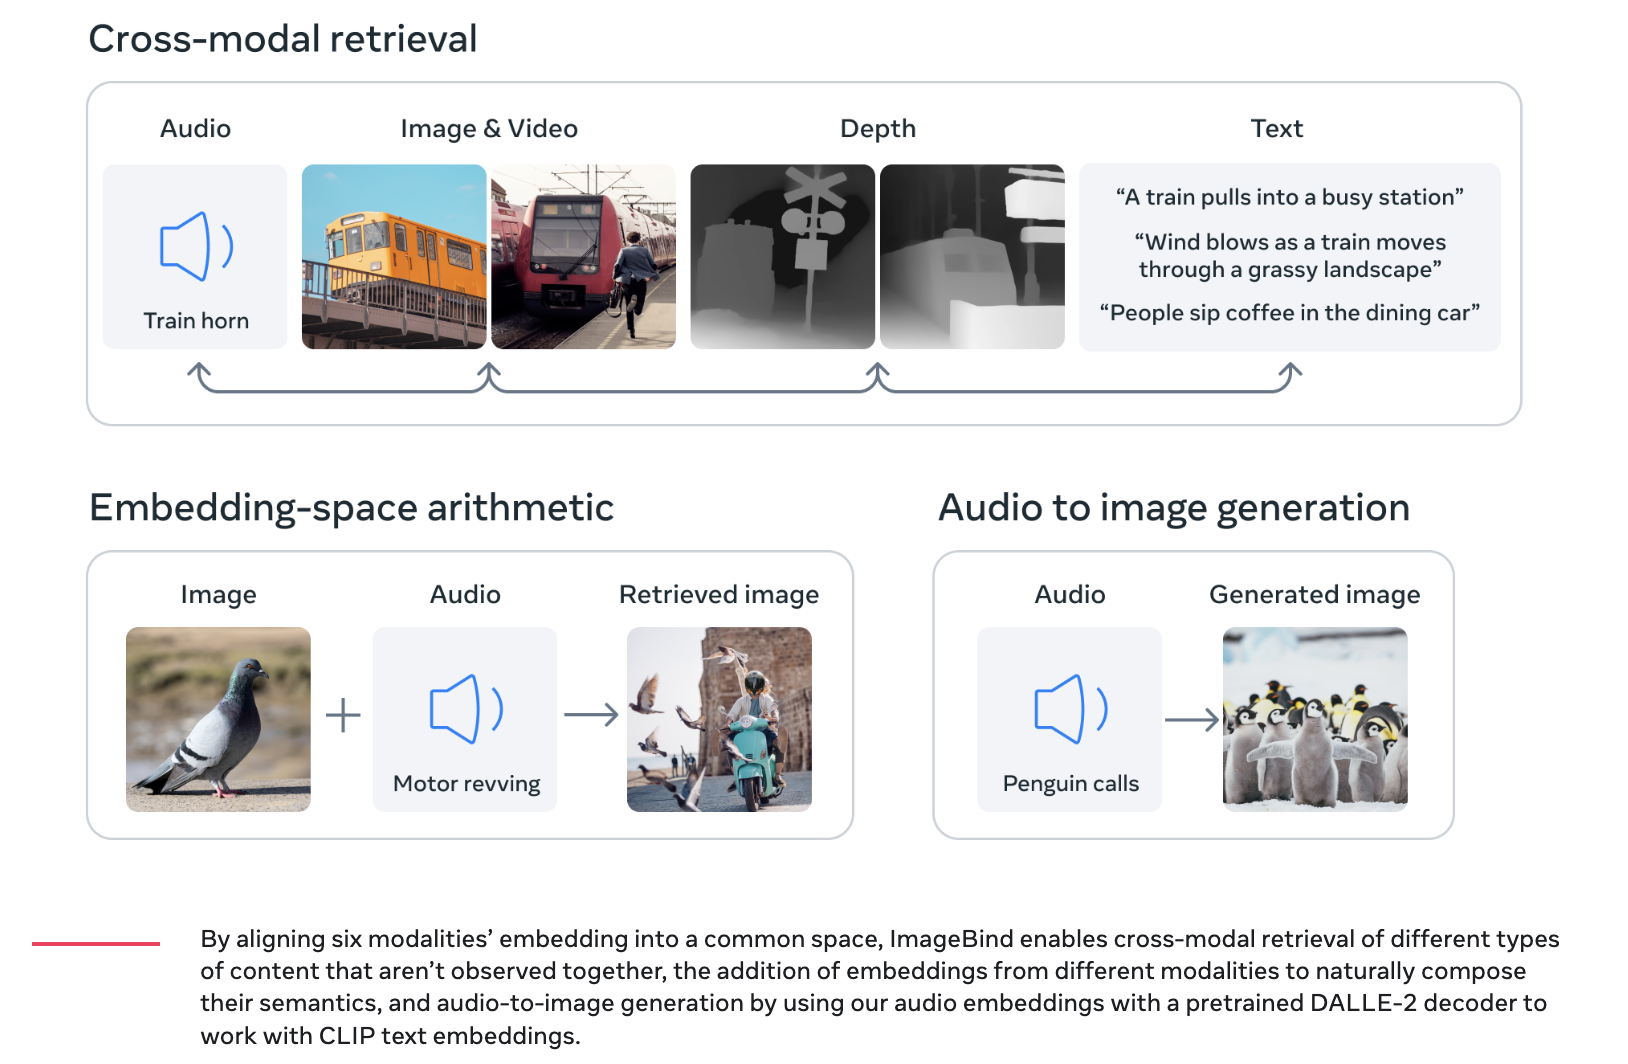 Cross-modal retrieval
Audio
Image & Video
Depth
Text
Train horn
“A train pulls into a busy station”
“Wind blows as a train moves
through a grassy landscape”
“People sip coffee in the dining car”
Embedding-space arithmetic
Image
Audio
Retrieved image
Motor revving
Audio to image generation
Audio
Generated image
Penguin calls
By aligning six modalities’ embedding into a common space, ImageBind enables cross-modal retrieval of different types
of content that aren’t observed together, the addition of embeddings from different modalities to naturally compose
their semantics, and audio-to-image generation by using our audio embeddings with a pretrained DALLE-2 decoder to
work with CLIP text embeddings.